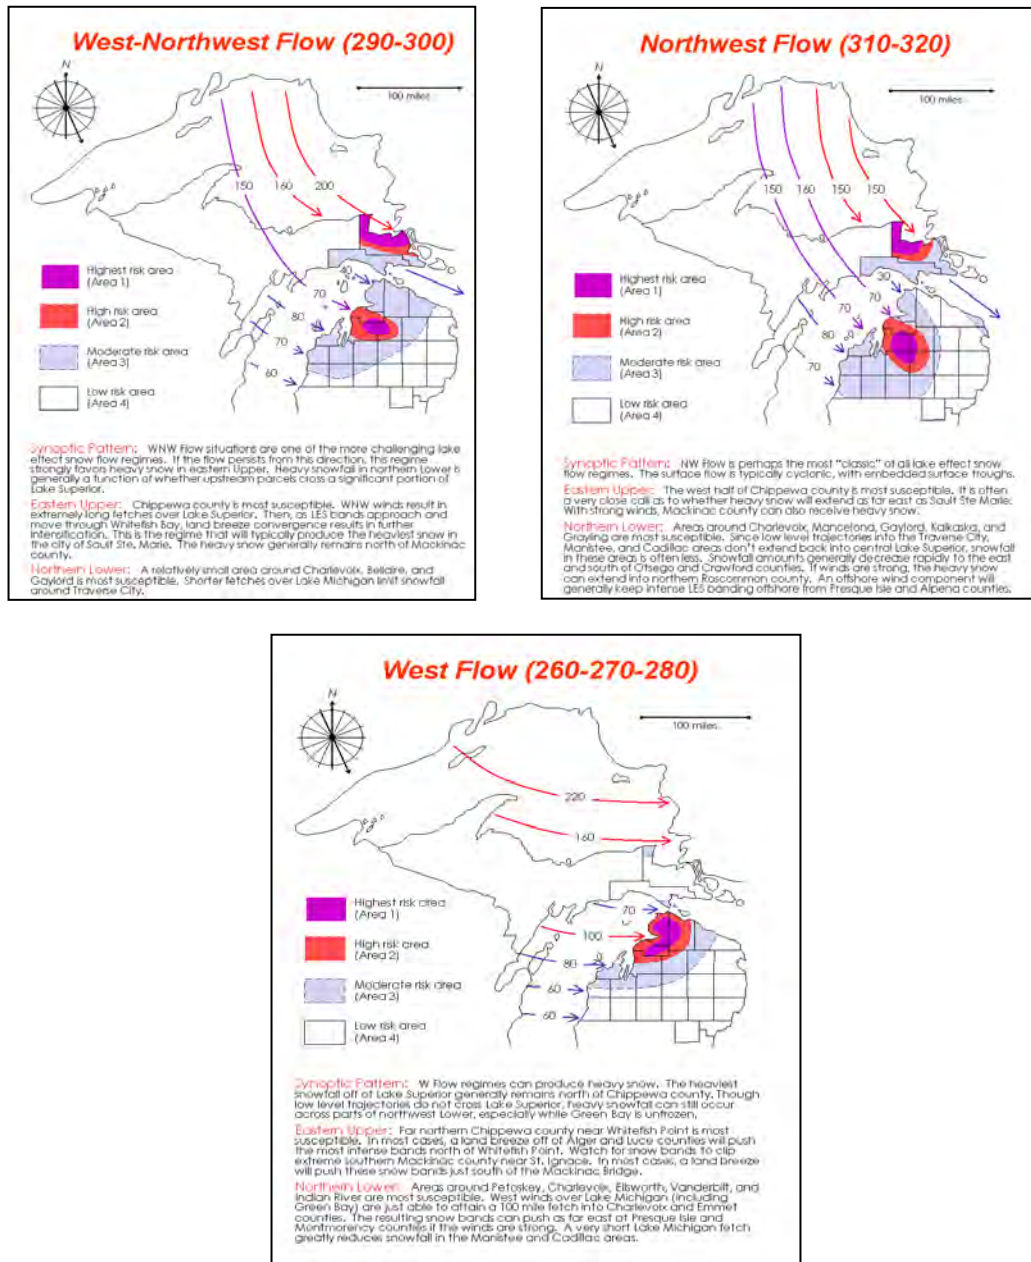 West-Northwest Flow (290-300)
N
100 miles
150
160
200
40
70
80
70
60
Highest risk area
(Area 1)
High risk area
(Area 2)
Moderate risk area
(Area 3)
Low risk area
(Area 4)
Synoptic Pattern: WNW Flow situations are one of the more challenging lake
effect snow flow regimes. If the flow persists from this direction, this regime
strongly favors heavy snow in eastern Upper. Heavy snowfall in northern Lower is
generally a function of whether upstream parcels cross a significant portion of
Lake Superior.
Eastern Upper: Chippewa county is most susceptible. WNW winds result in
extremely long fetches over Lake Superior. Then, as LES bands approach and
move through Whitefish Bay, land breeze convergence results in further
intensification. This is the regime that will typically produce the heaviest snow in
the city of Sault Ste. Marie. The heavy snow generally remains north of Mackinac
county.
Northern Lower: A relatively small area around Charlevoix, Bellaire, and
Gaylord is most susceptible. Shorter fetches over Lake Michigan limit snowfall
around Traverse City.
Northwest Flow (310-320)
N
100 miles
150
160
150
150
30
70
70
80
70
Highest risk area
(Area 1)
High risk area
(Area 2)
Moderate risk area
(Area 3)
Low risk area
(Area 4)
Synoptic Pattern: NW Flow is perhaps the most "classic" of all lake effect snow
flow regimes. The surface flow is typically cyclonic, with embedded surface troughs.
Eastern Upper: The west half of Chippewa county is most susceptible. It is often
a very close call as to whether heavy snow will extend as far east as Sault Ste Marie.
With strong winds, Mackinac county can also receive heavy snow.
Northern Lower: Areas around Charlevoix, Mancelona, Gaylord, Kalkaska, and
Grayling are most susceptible. Since low level trajectories into the Traverse City,
Manistee, and Cadillac areas don't extend back into central Lake Superior, snowfall
in these areas is often less. Snowfall amounts generally decrease rapidly to the east
and south of Otsego and Crawford counties. If winds are strong, the heavy snow
can extend into northern Roscommon county. An offshore wind component will
generally keep intense LES banding offshore from Presque Isle and Alpena counties.
West Flow (260-270-280)
N
100 miles
220
160
70
100
80
60
60
Highest risk area
(Area 1)
High risk area
(Area 2)
Moderate risk area
(Area 3)
Low risk area
(Area 4)
Synoptic Pattern: W Flow regimes can produce heavy snow. The heaviest
snowfall off of Lake Superior generally remains north of Chippewa county. Though
low level trajectories do not cross Lake Superior, heavy snowfall can still occur
across parts of northwest Lower, especially while Green Bay is unfrozen.
Eastern Upper: Far northern Chippewa county near Whitefish Point is most
susceptible. In most cases, a land breeze off of Alger and Luce counties will push
the most intense bands north of Whitefish Point. Watch for snow bands to clip
extreme southern Mackinac county near St. Ignace. In most cases, a land breeze
will push these snow bands just south of the Mackinac Bridge.
Northern Lower: Areas around Petoskey, Charlevoix, Ellsworth, Vanderbilt, and
Indian River are most susceptible. West winds over Lake Michigan (including
Green Bay) are just able to attain a 100 mile fetch into Charlevoix and Emmet
counties. The resulting snow bands can push as far east at Presque Isle and
Montmorency counties if the winds are strong. A very short Lake Michigan fetch
greatly reduces snowfall in the Manistee and Cadillac areas.